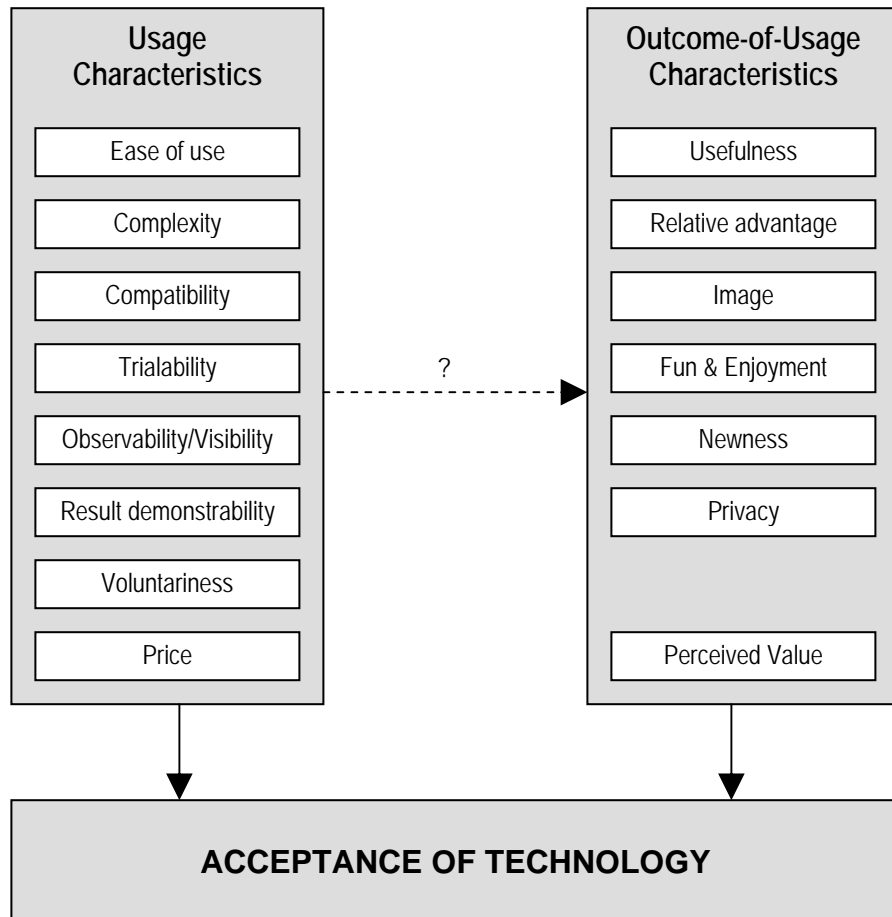 Usage
Characteristics
Ease of use
Complexity
Compatibility
Trialability
Observability/Visibility
Result demonstrability
Voluntariness
Price
?
Outcome-of-Usage
Characteristics
Usefulness
Relative advantage
Image
Fun & Enjoyment
Newness
Privacy
Perceived Value
ACCEPTANCE OF TECHNOLOGY